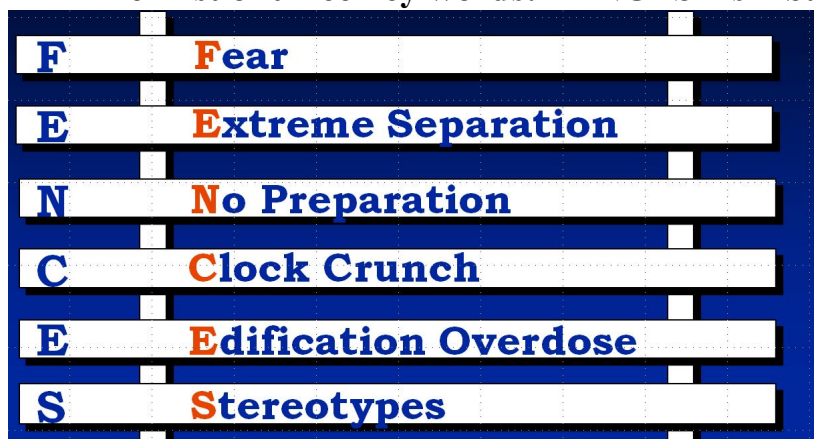 F Fear
E Extreme Separation
N No Preparation
C Clock Crunch
E Edification Overdose
S Stereotypes